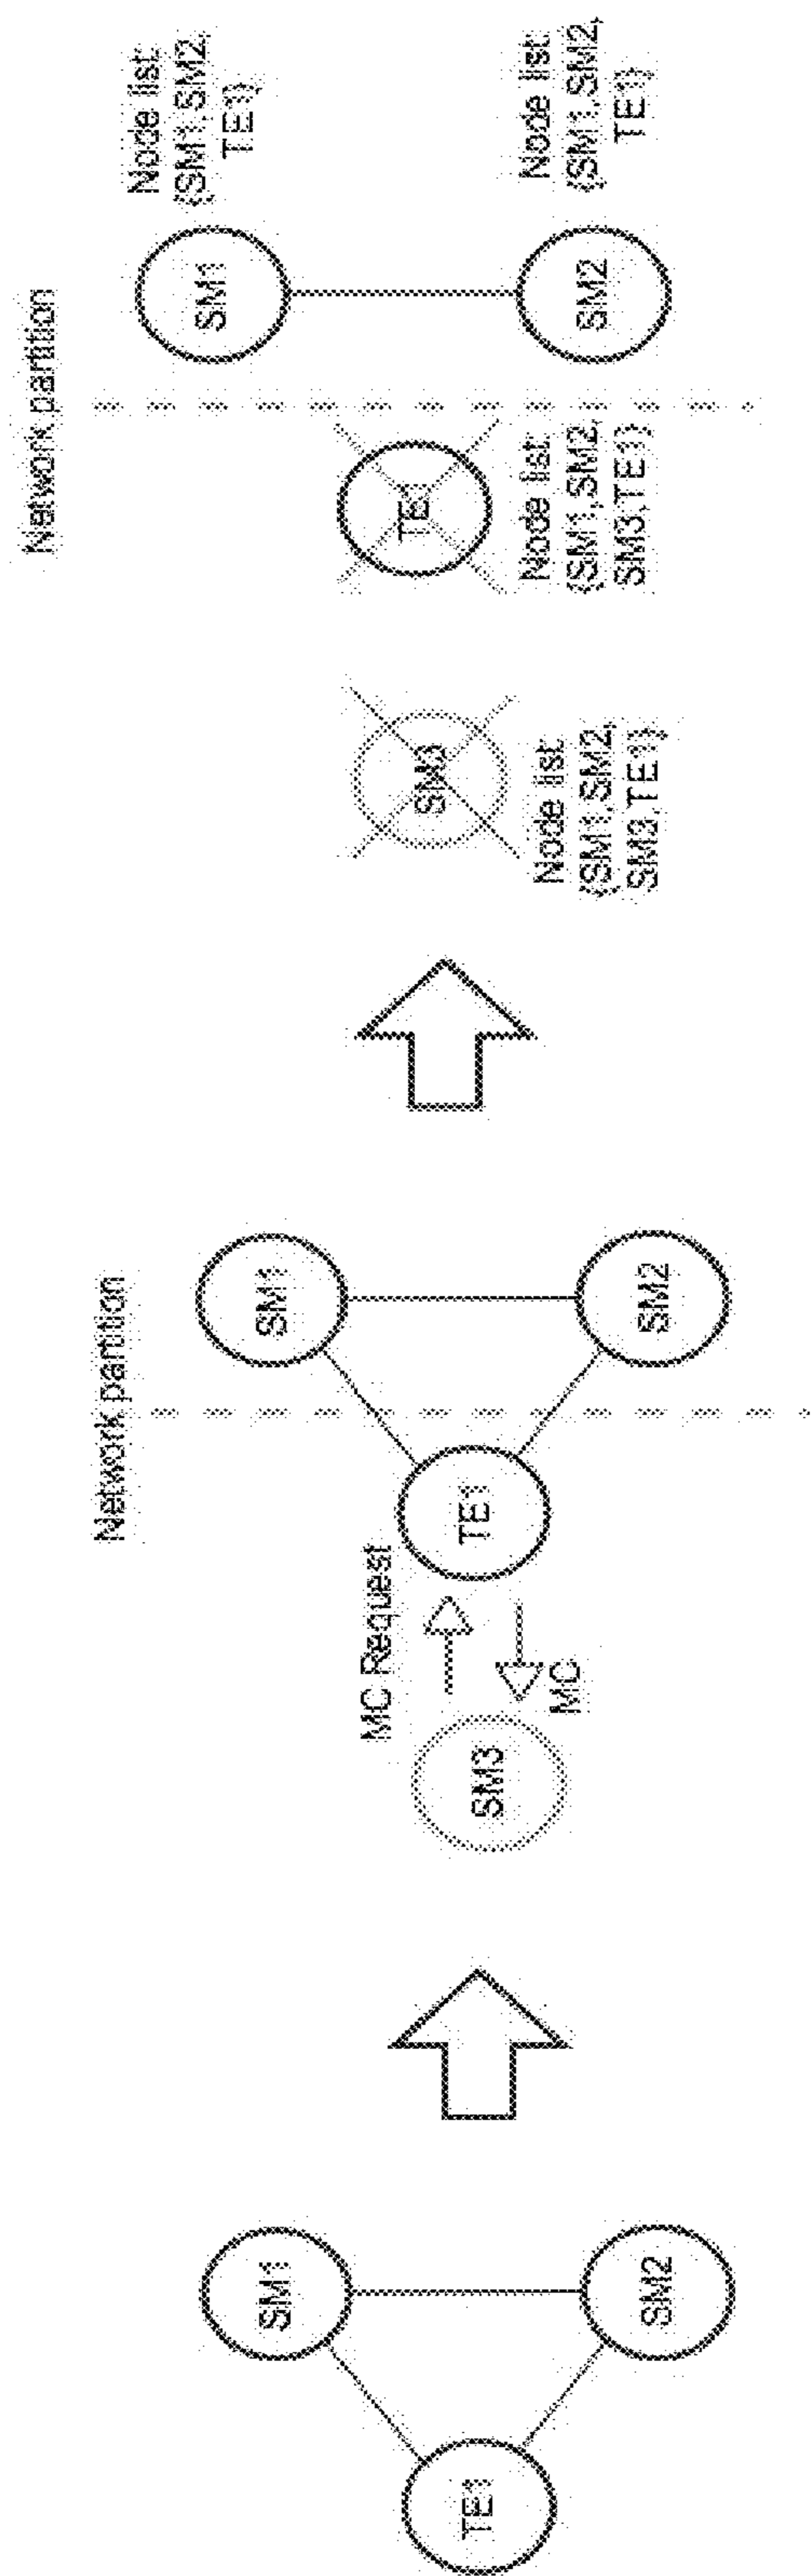 TE1
SM1
SM2
Network partition
SM3
MC Request
MC
TE1
SM1
SM2
Network partition
SM3
Node list:
{SM1,SM2,
SM3,TE1}
TE1
Node list:
{SM1,SM2,
SM3,TE1}
SM1
Node list:
{SM1,SM2,
TE1}
SM2
Node list:
{SM1,SM2,
TE1}